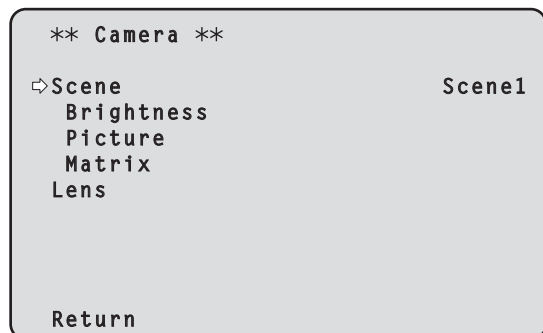 ** Camera **
⇨Scene Scene1
Brightness
Picture
Matrix
Lens
Return